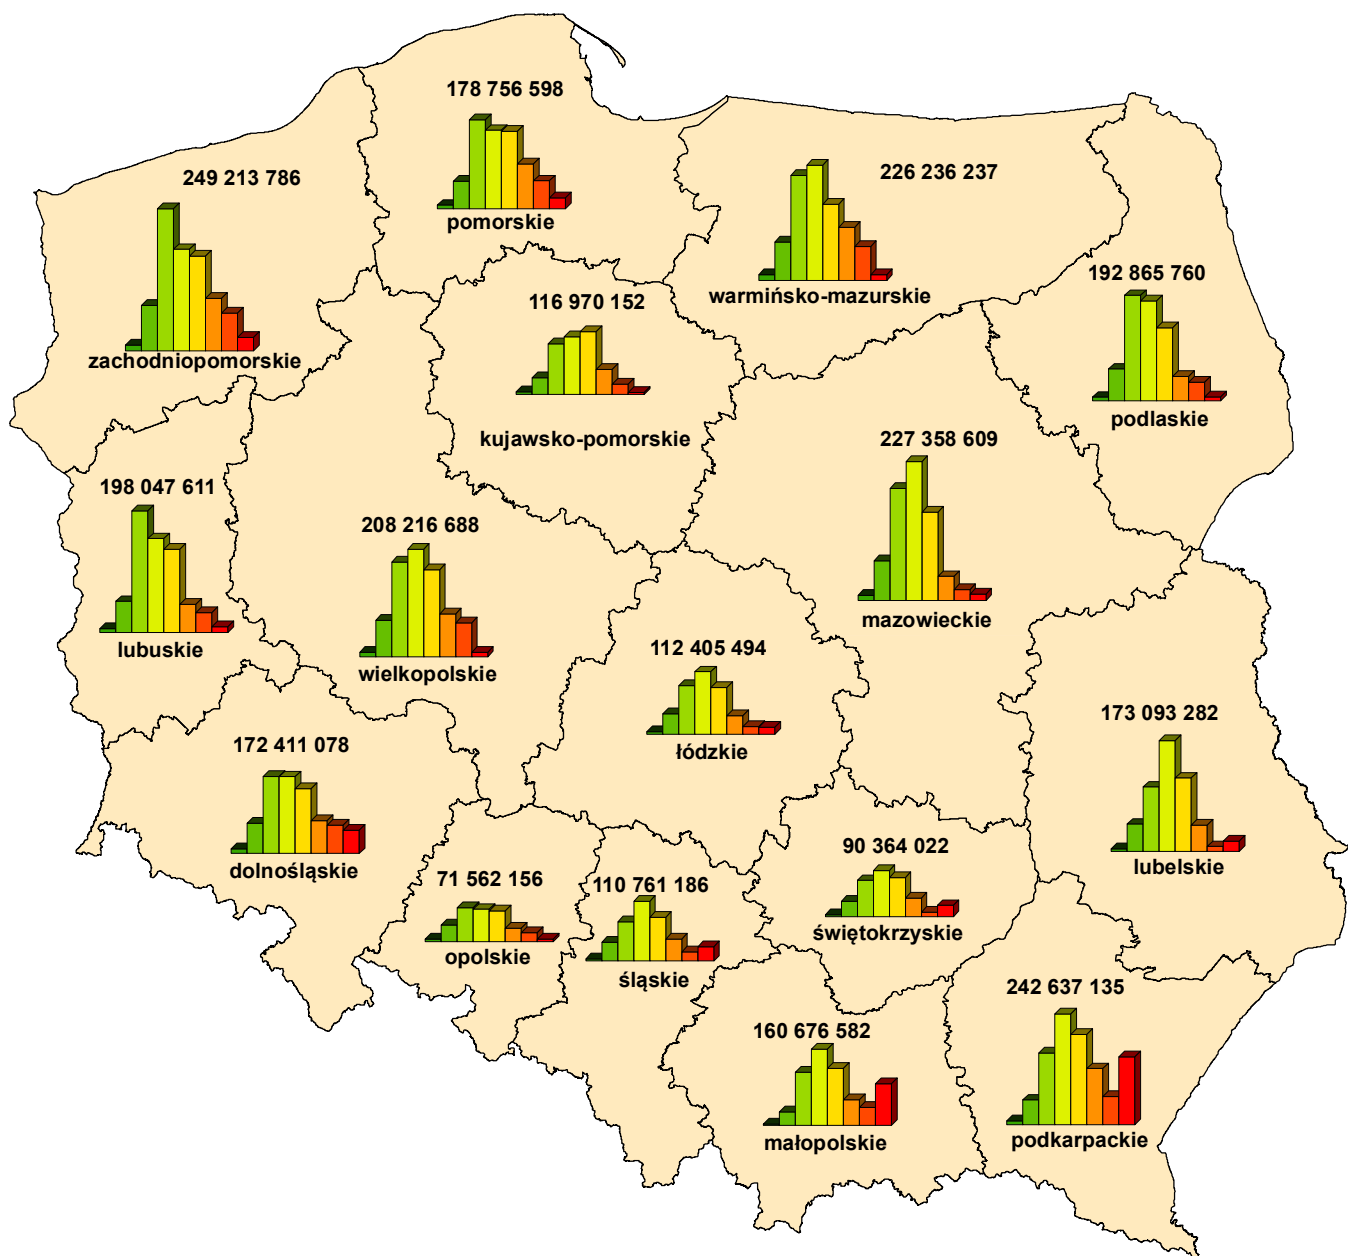 178 756 598
pomorskie
249 213 786
zachodniopomorskie
226 236 237
warmińsko-mazurskie
192 865 760
podlaskie
116 970 152
kujawsko-pomorskie
227 358 609
mazowieckie
198 047 611
lubuskie
208 216 688
wielkopolskie
112 405 494
łódzkie
173 093 282
lubelskie
172 411 078
dolnośląskie
71 562 156
opolskie
110 761 186
śląskie
90 364 022
świętokrzyskie
160 676 582
małopolskie
242 637 135
podkarpackie